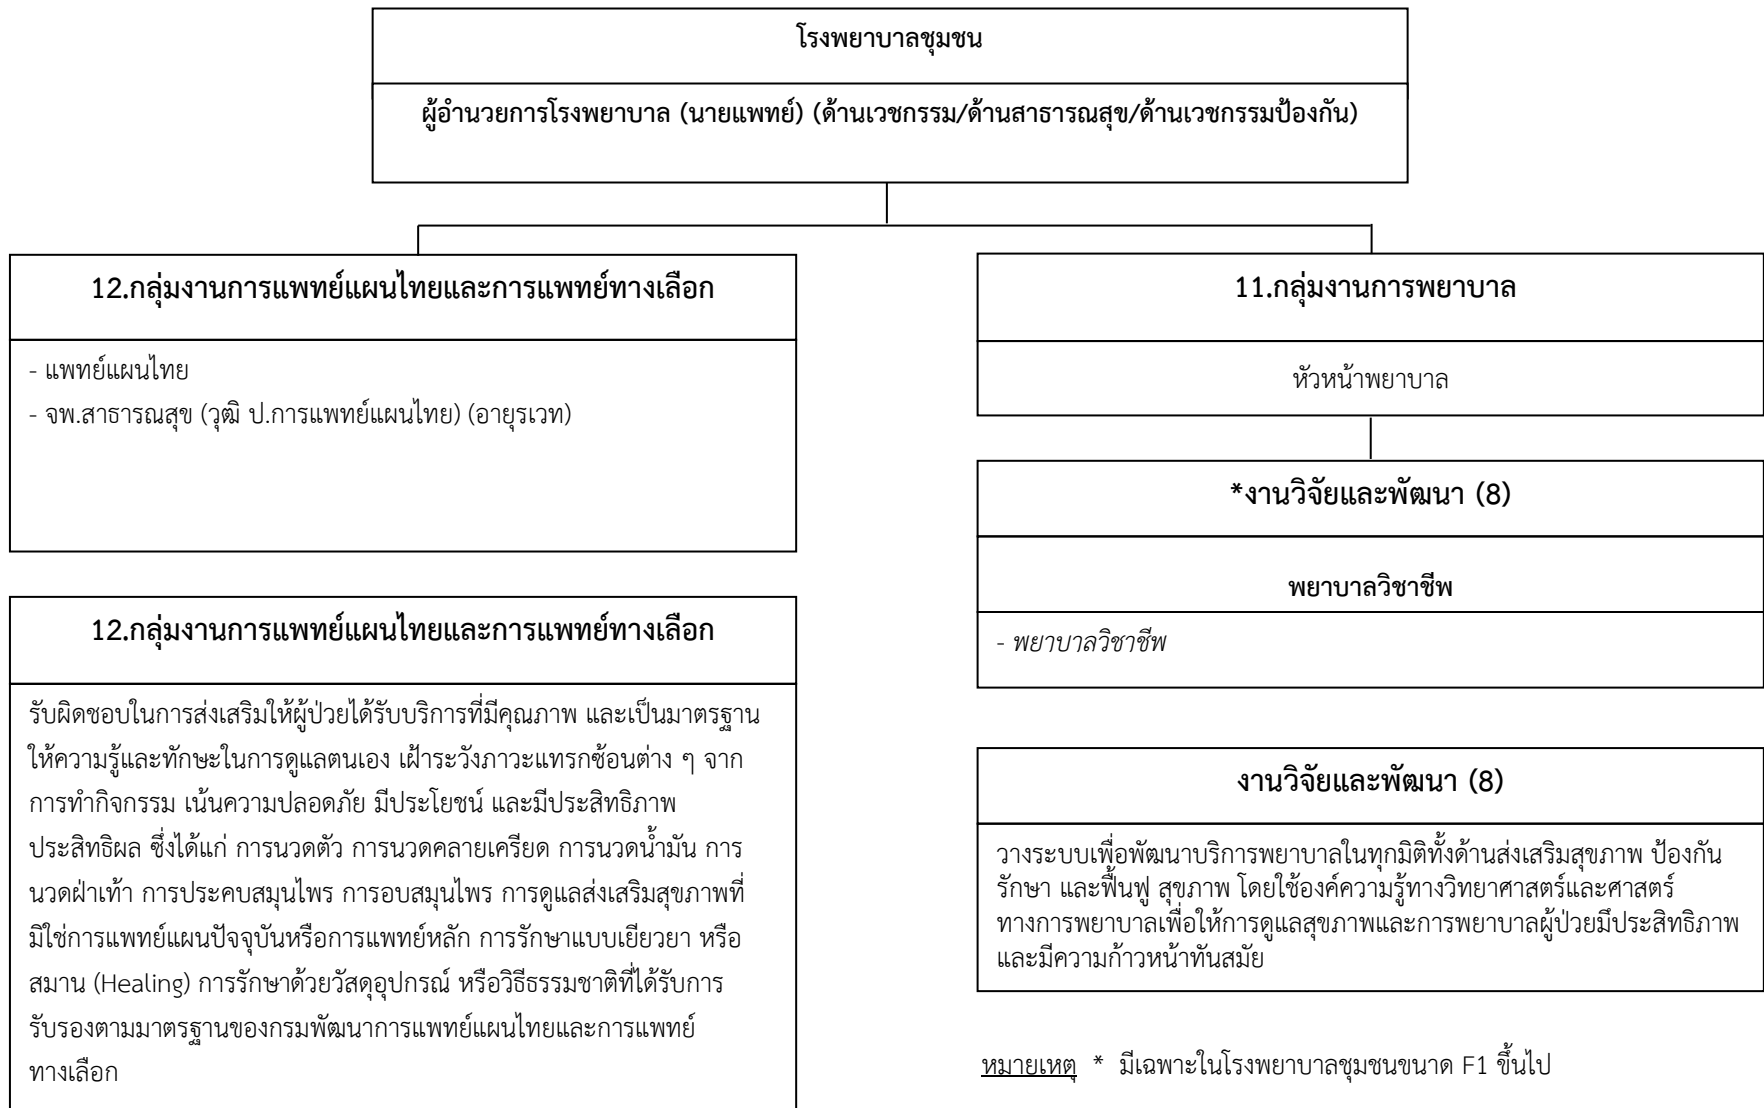 โรงพยาบาลชุมชน
ผู้อำนวยการโรงพยาบาล (นายแพทย์) (ด้านเวชกรรม/ด้านสาธารณสุข/ด้านเวชกรรมป้องกัน)
12.กลุ่มงานการแพทย์แผนไทยและการแพทย์ทางเลือก
- แพทย์แผนไทย
- จพ.สาธารณสุข (วุฒิ ป.การแพทย์แผนไทย) (อายุรเวท)
12.กลุ่มงานการแพทย์แผนไทยและการแพทย์ทางเลือก
รับผิดชอบในการส่งเสริมให้ผู้ป่วยได้รับบริการที่มีคุณภาพ และเป็นมาตรฐาน
ให้ความรู้และทักษะในการดูแลตนเอง เฝ้าระวังภาวะแทรกซ้อนต่าง ๆ จาก
การทำกิจกรรม เน้นความปลอดภัย มีประโยชน์ และมีประสิทธิภาพ
ประสิทธิผล ซึ่งได้แก่ การนวดตัว การนวดคลายเครียด การนวดน้ำมัน การ
นวดฝ่าเท้า การประคบสมุนไพร การอบสมุนไพร การดูแลส่งเสริมสุขภาพที่
มิใช่การแพทย์แผนปัจจุบันหรือการแพทย์หลัก การรักษาแบบเยียวยา หรือ
สมาน (Healing) การรักษาด้วยวัสดุอุปกรณ์ หรือวิธีธรรมชาติที่ได้รับการ
รับรองตามมาตรฐานของกรมพัฒนาการแพทย์แผนไทยและการแพทย์
ทางเลือก
11.กลุ่มงานการพยาบาล
หัวหน้าพยาบาล
*งานวิจัยและพัฒนา (8)
พยาบาลวิชาชีพ
- พยาบาลวิชาชีพ
งานวิจัยและพัฒนา (8)
วางระบบเพื่อพัฒนาบริการพยาบาลในทุกมิติทั้งด้านส่งเสริมสุขภาพ ป้องกัน
รักษา และฟื้นฟู สุขภาพ โดยใช้องค์ความรู้ทางวิทยาศาสตร์และศาสตร์
ทางการพยาบาลเพื่อให้การดูแลสุขภาพและการพยาบาลผู้ป่วยมีประสิทธิภาพ
และมีความก้าวหน้าทันสมัย
หมายเหตุ * มีเฉพาะในโรงพยาบาลชุมชนขนาด F1 ขึ้นไป